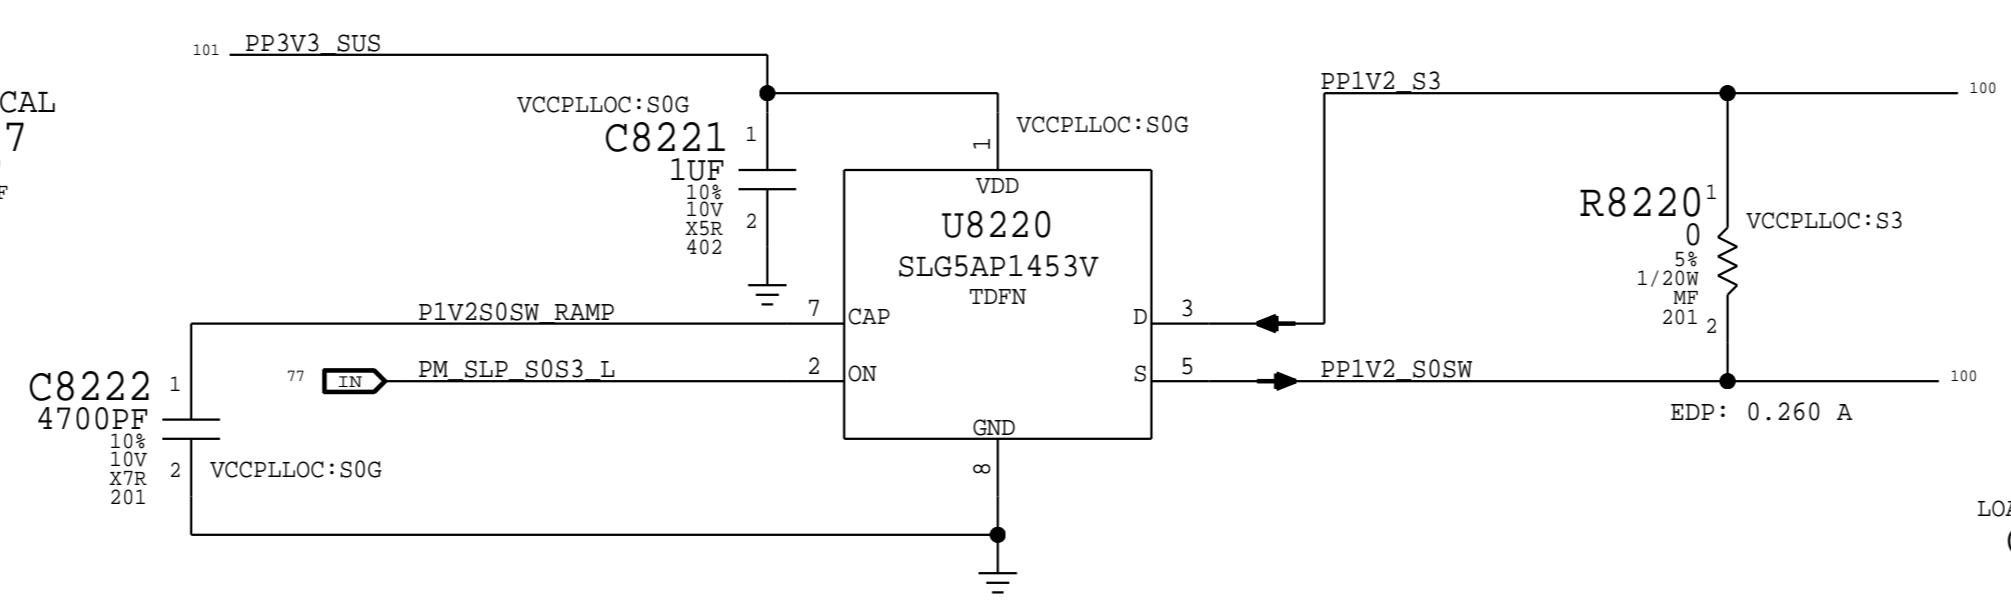 101 PP3V3_SUS
CAL
7
F
VCCPLLOC:S0G
C8221
1
1UF
10%
10V
X5R
402
2
1
VCCPLLOC:S0G
VDD
U8220
SLG5AP1453V
TDFN
PP1V2_S3
100
R8220
1
0
5%
1/20W
MF
201
2
VCCPLLOC:S3
P1V2S0SW_RAMP
7
CAP
D
3
77
IN
PM_SLP_S0S3_L
2
ON
S
5
PP1V2_S0SW
100
EDP: 0.260 A
C8222
1
4700PF
10%
10V
X7R
201
2
VCCPLLOC:S0G
GND
8
LOA